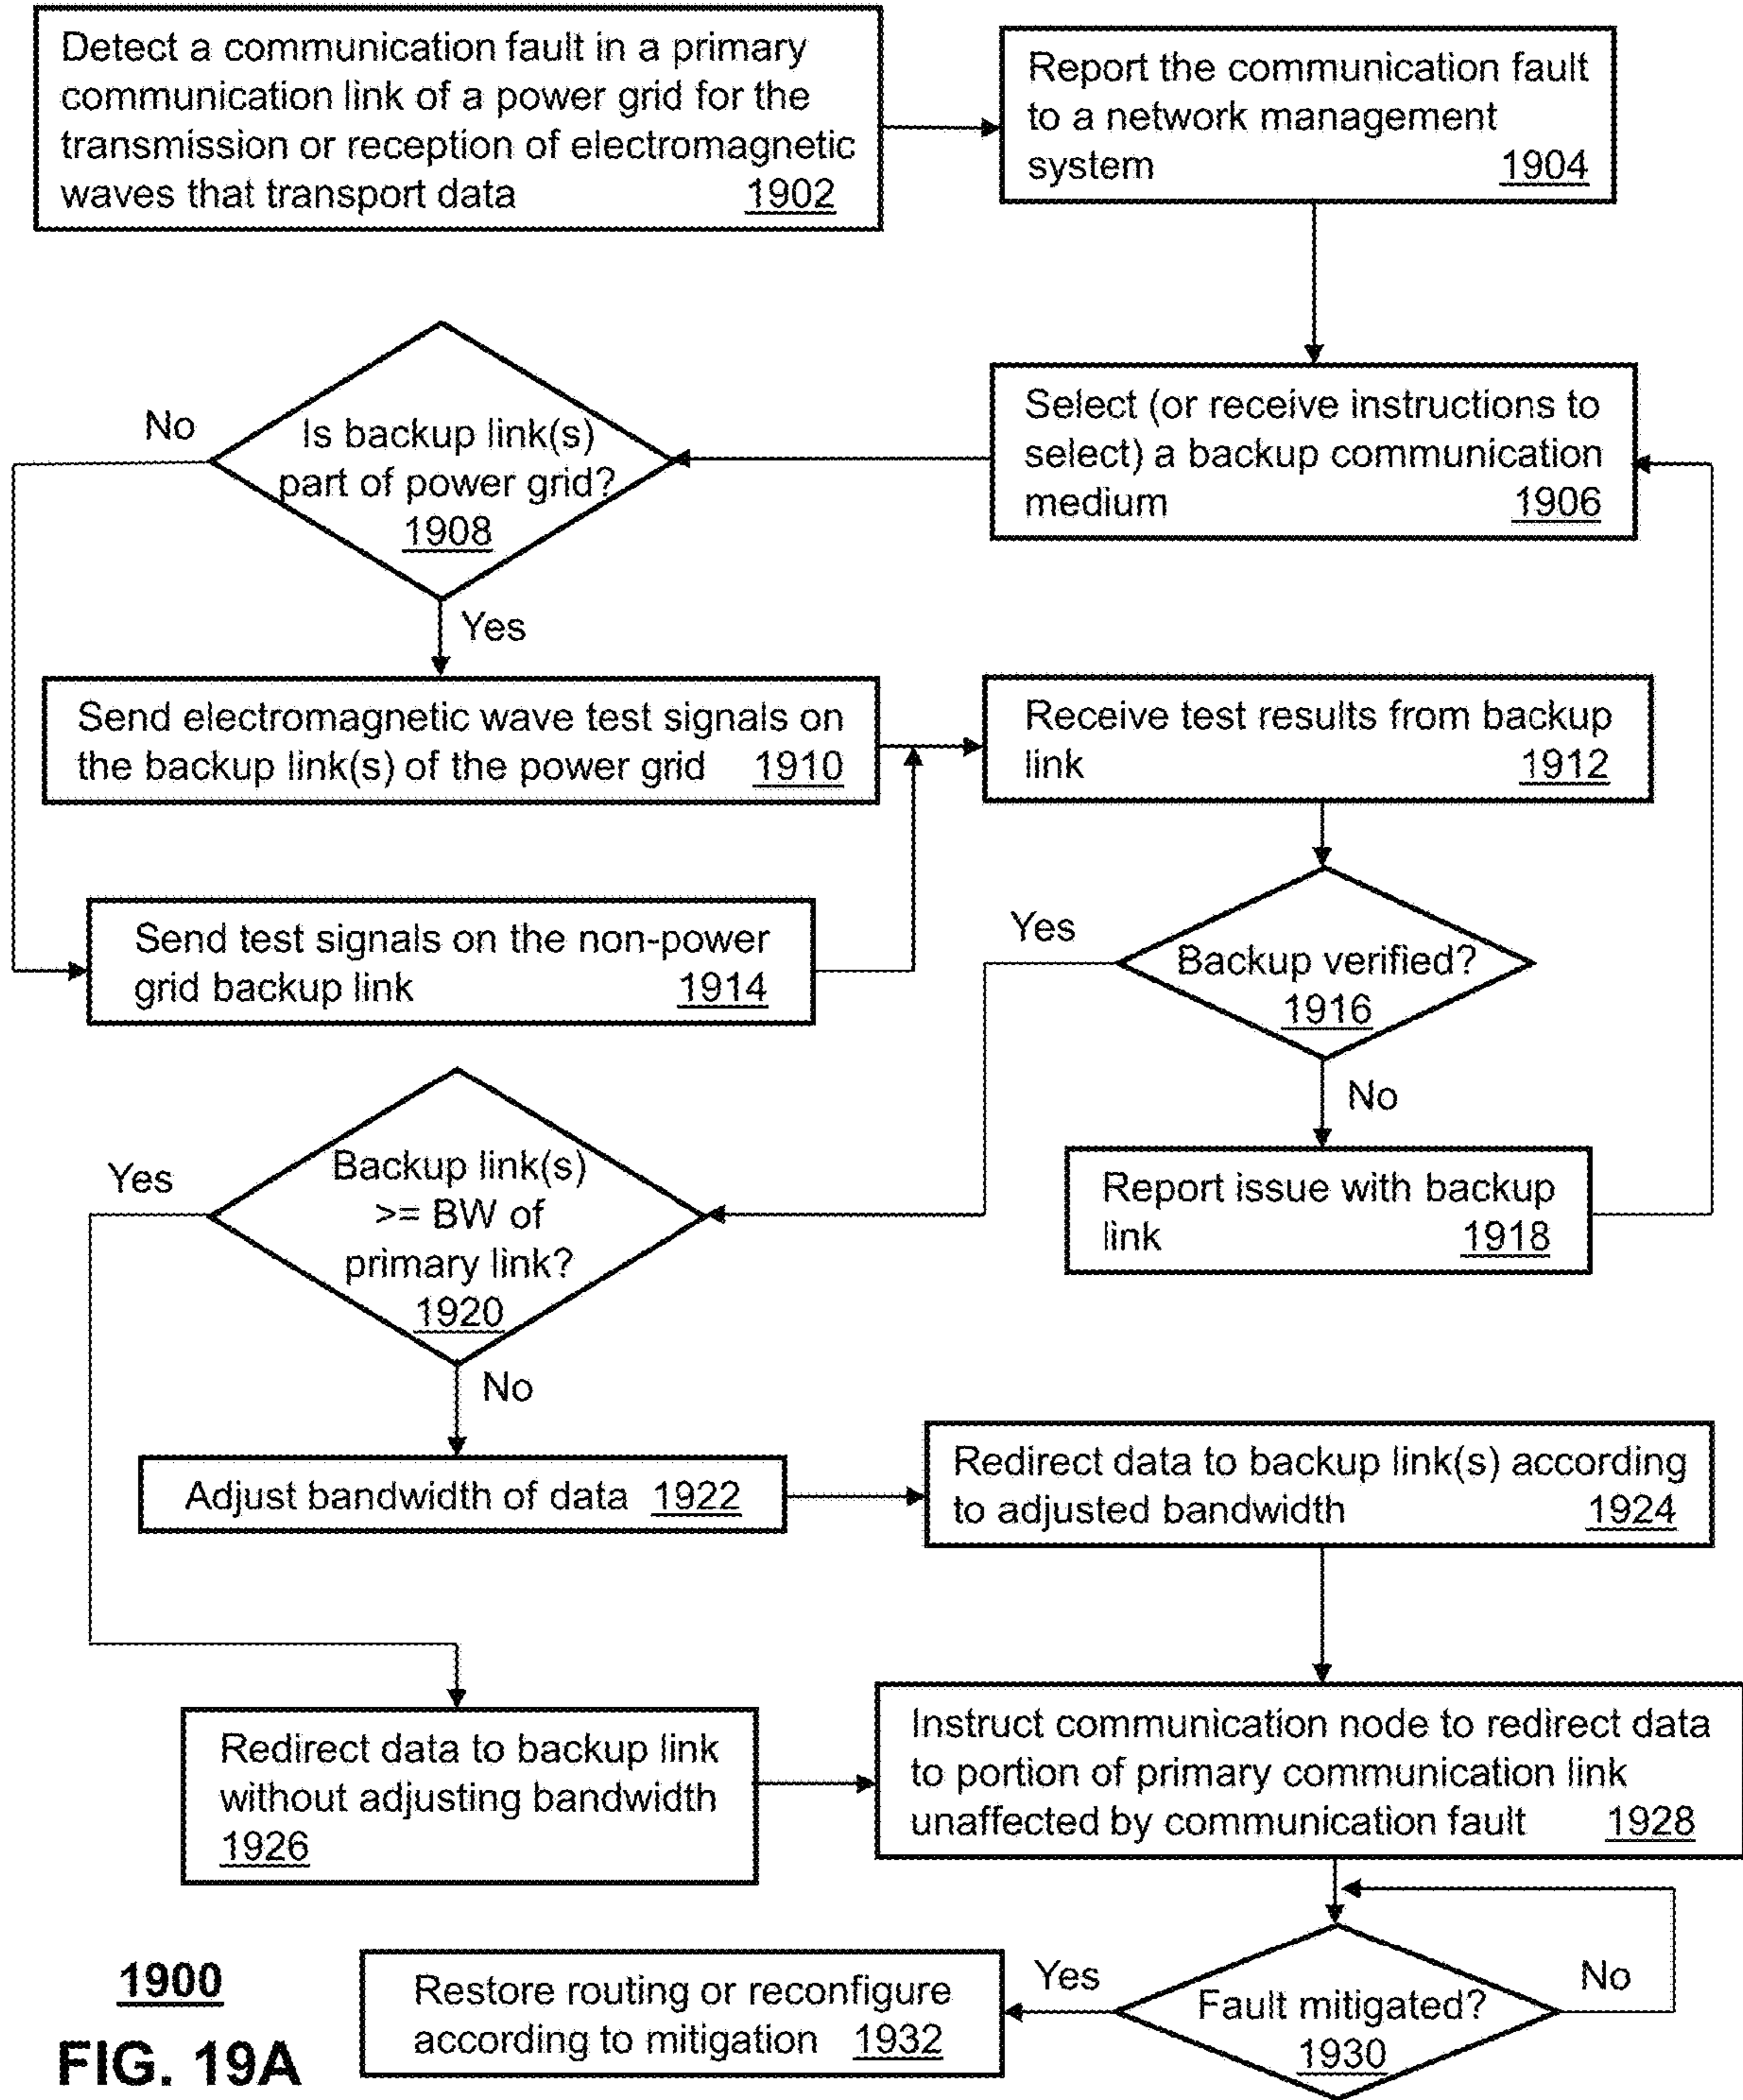 Detect a communication fault in a primary
communication link of a power grid for the
transmission or reception of electromagnetic
waves that transport data 1902
Report the communication fault
to a network management
system 1904
Select (or receive instructions to
select) a backup communication
medium 1906
No
Is backup link(s)
part of power grid?
1908
Yes
Send electromagnetic wave test signals on
the backup link(s) of the power grid 1910
Receive test results from backup
link 1912
Send test signals on the non-power
grid backup link 1914
Yes
Backup verified?
1916
No
Report issue with backup
link 1918
Yes
Backup link(s)
>= BW of
primary link?
1920
No
Adjust bandwidth of data 1922
Redirect data to backup link(s) according
to adjusted bandwidth 1924
Redirect data to backup link
without adjusting bandwidth
1926
Instruct communication node to redirect data
to portion of primary communication link
unaffected by communication fault 1928
Fault mitigated?
1930
No
Yes
Restore routing or reconfigure
according to mitigation 1932
1900
FIG. 19A